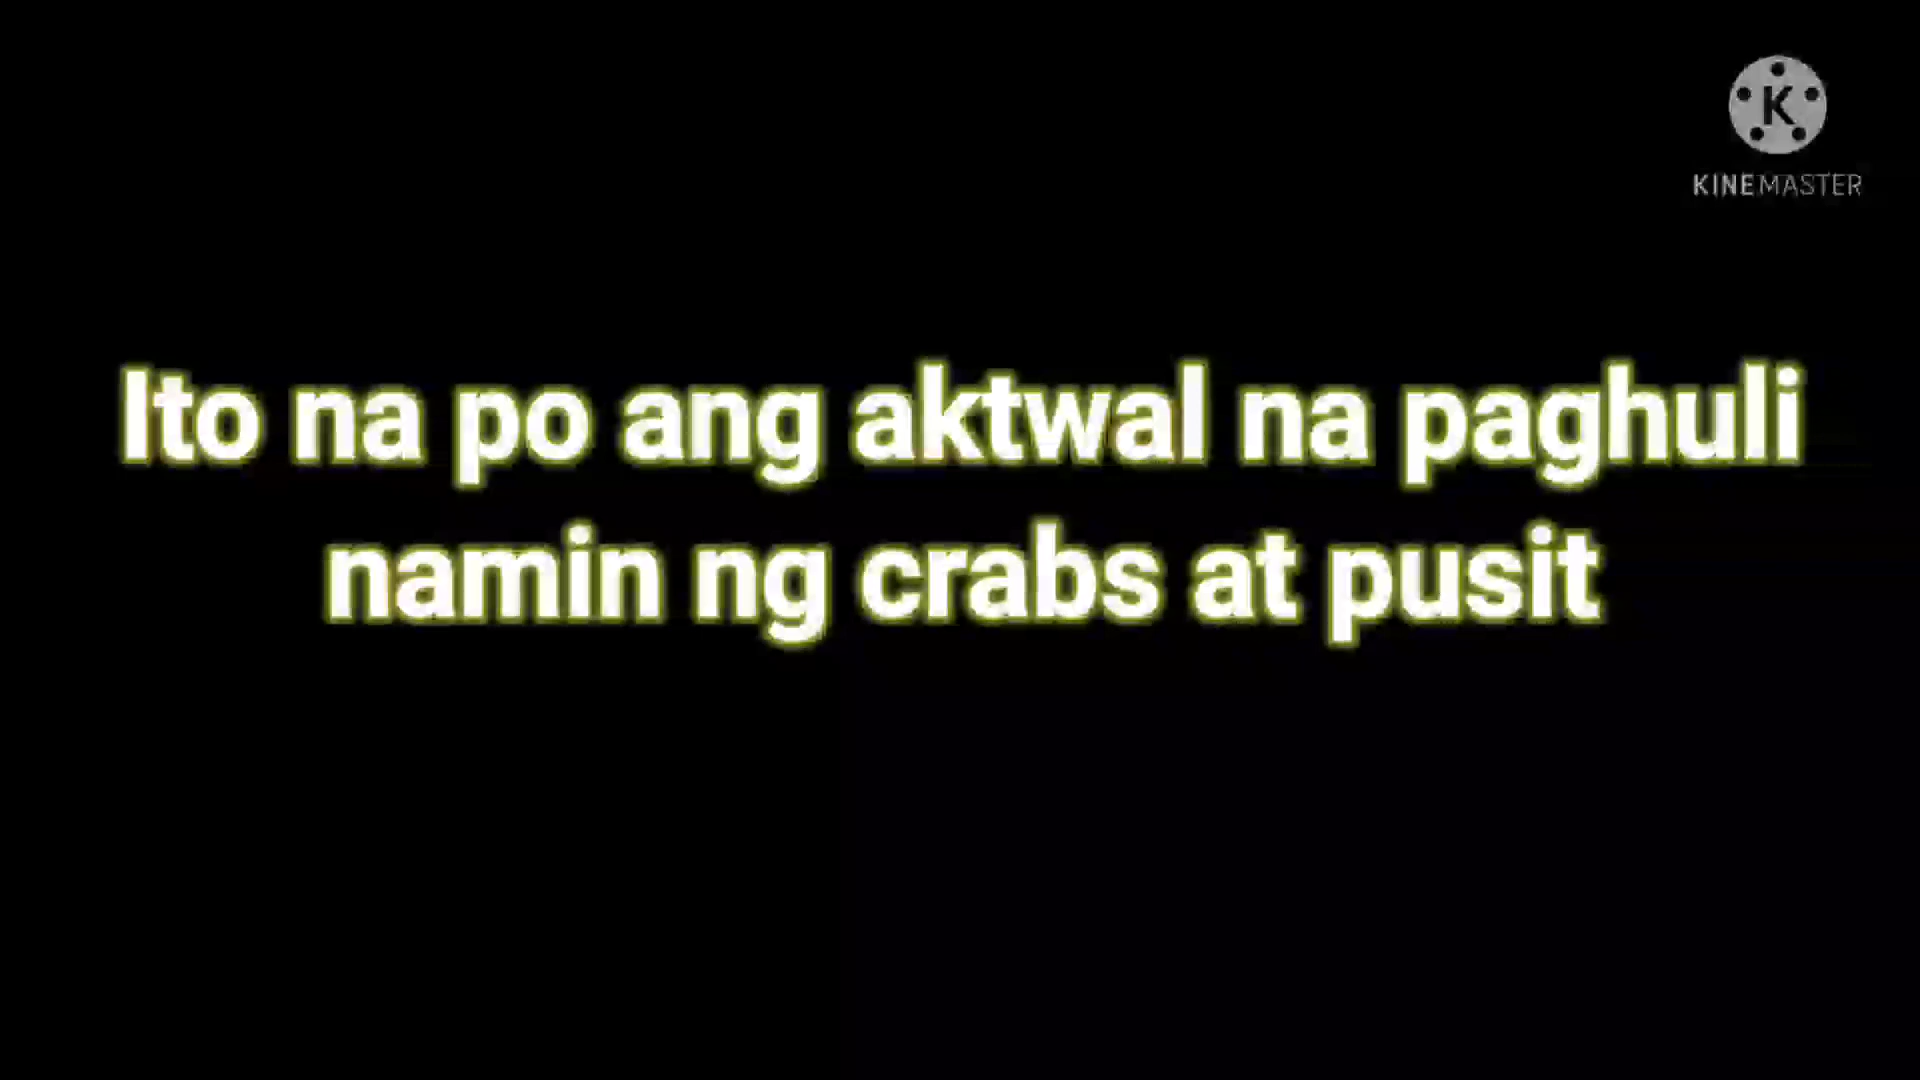 K
KINEMASTER
Ito na po ang aktwal na paghuli
namin ng crabs at pusit